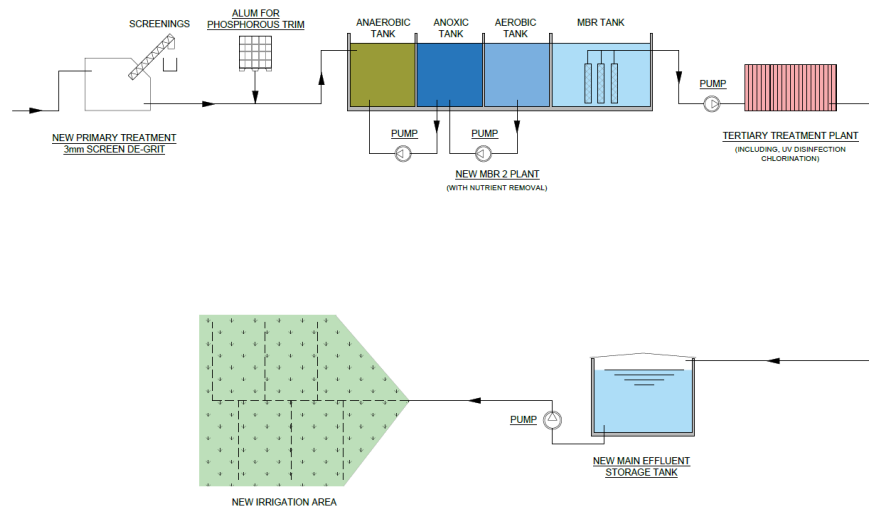 SCREENINGS
ALUM FOR
PHOSPHOROUS TRIM
ANAEROBIC
TANK
ANOXIC
TANK
AEROBIC
TANK
MBR TANK
PUMP
PUMP
PUMP
NEW PRIMARY TREATMENT
3mm SCREEN DE-GRIT
NEW MBR 2 PLANT
(WITH NUTRIENT REMOVAL)
TERTIARY TREATMENT PLANT
(INCLUDING, UV DISINFECTION
CHLORINATION)
PUMP
NEW MAIN EFFLUENT
STORAGE TANK
NEW IRRIGATION AREA